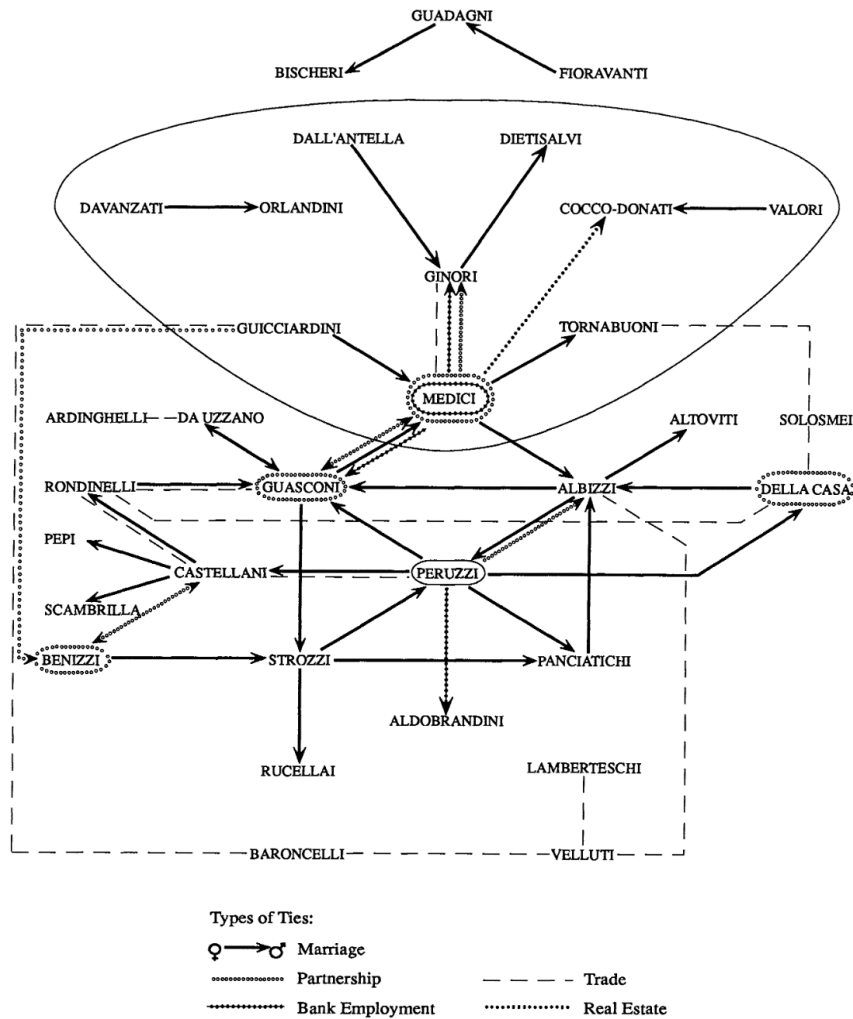 GUADAGNI
BISCHERI FIORAVANTI
DALL'ANTELLA DIETISALVI
DAVANZATI ORLANDINI COCCO-DONATI VALORI
GINORI
GUICCIARDINI TORNABUONI
MEDICI
ARDINGHELLI DA UZZANO ALTOVITI SOLOSMEI
RONDINELLI GUASCONI ALBIZZI DELLA CASA
PEPI
CASTELLANI PERUZZI
SCAMBRILLA
BENIZZI STROZZI PANCIATICHI
ALDOBRANDINI
RUCELLAI LAMBERTESCHI
BARONCELLI VELLUTI
Types of Ties:
♀ ♂ Marriage
Partnership Trade
Bank Employment Real Estate